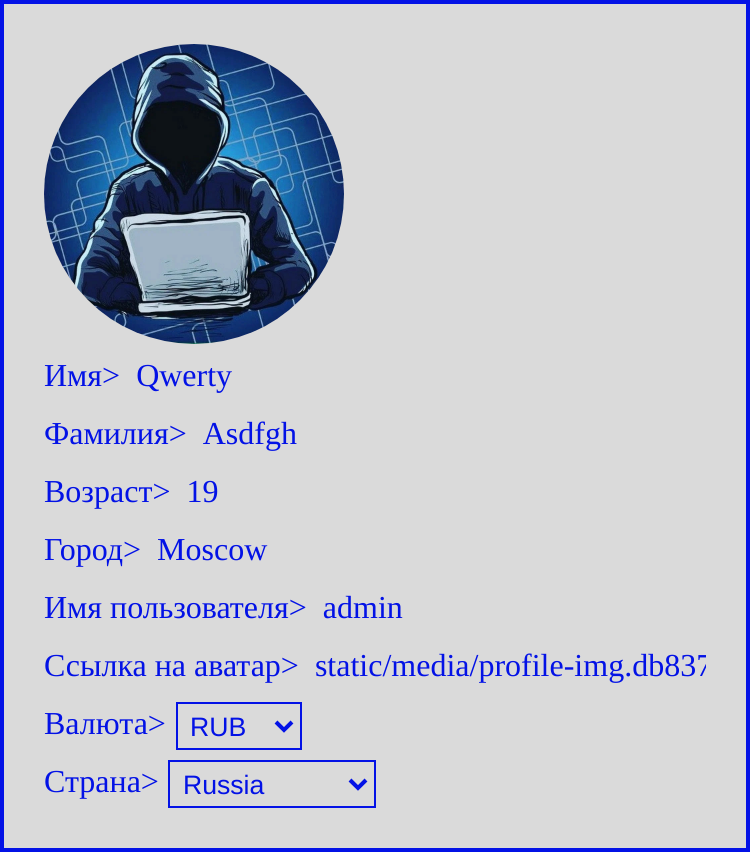 Имя> Qwerty
Фамилия> Asdfgh
Возраст> 19
Город> Moscow
Имя пользователя> admin
Ссылка на аватар> static/media/profile-img.db837
Валюта> RUB
Страна> Russia